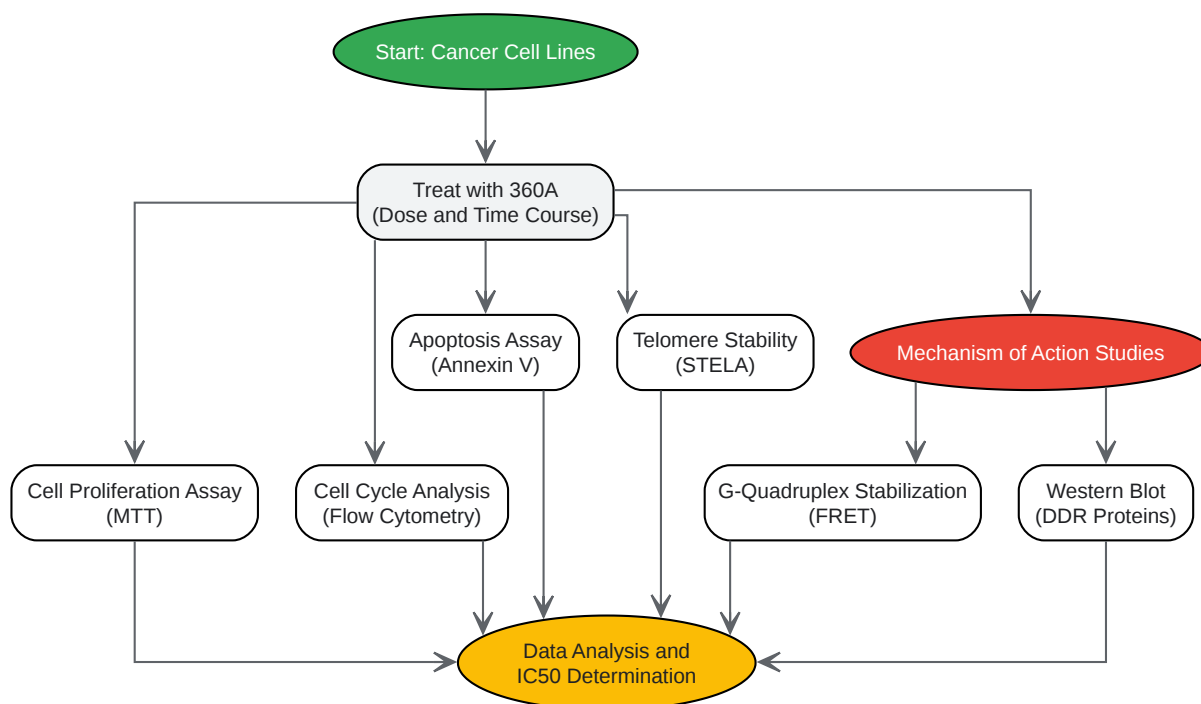 Start: Cancer Cell Lines
Treat with 360A
(Dose and Time Course)
Apoptosis Assay
(Annexin V)
Telomere Stability
(STELA)
Mechanism of Action Studies
Cell Proliferation Assay
(MTT)
Cell Cycle Analysis
(Flow Cytometry)
G-Quadruplex Stabilization
(FRET)
Western Blot
(DDR Proteins)
Data Analysis and
IC50 Determination